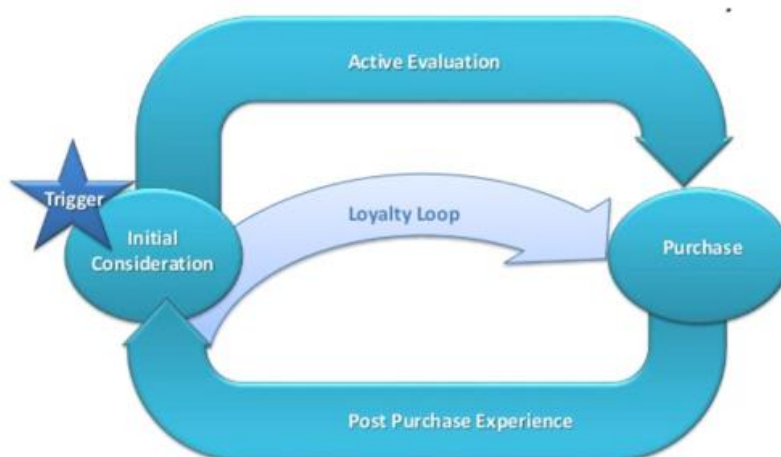 Active Evaluation
Trigger
Loyalty Loop
Initial
Consideration
Purchase
Post Purchase Experience